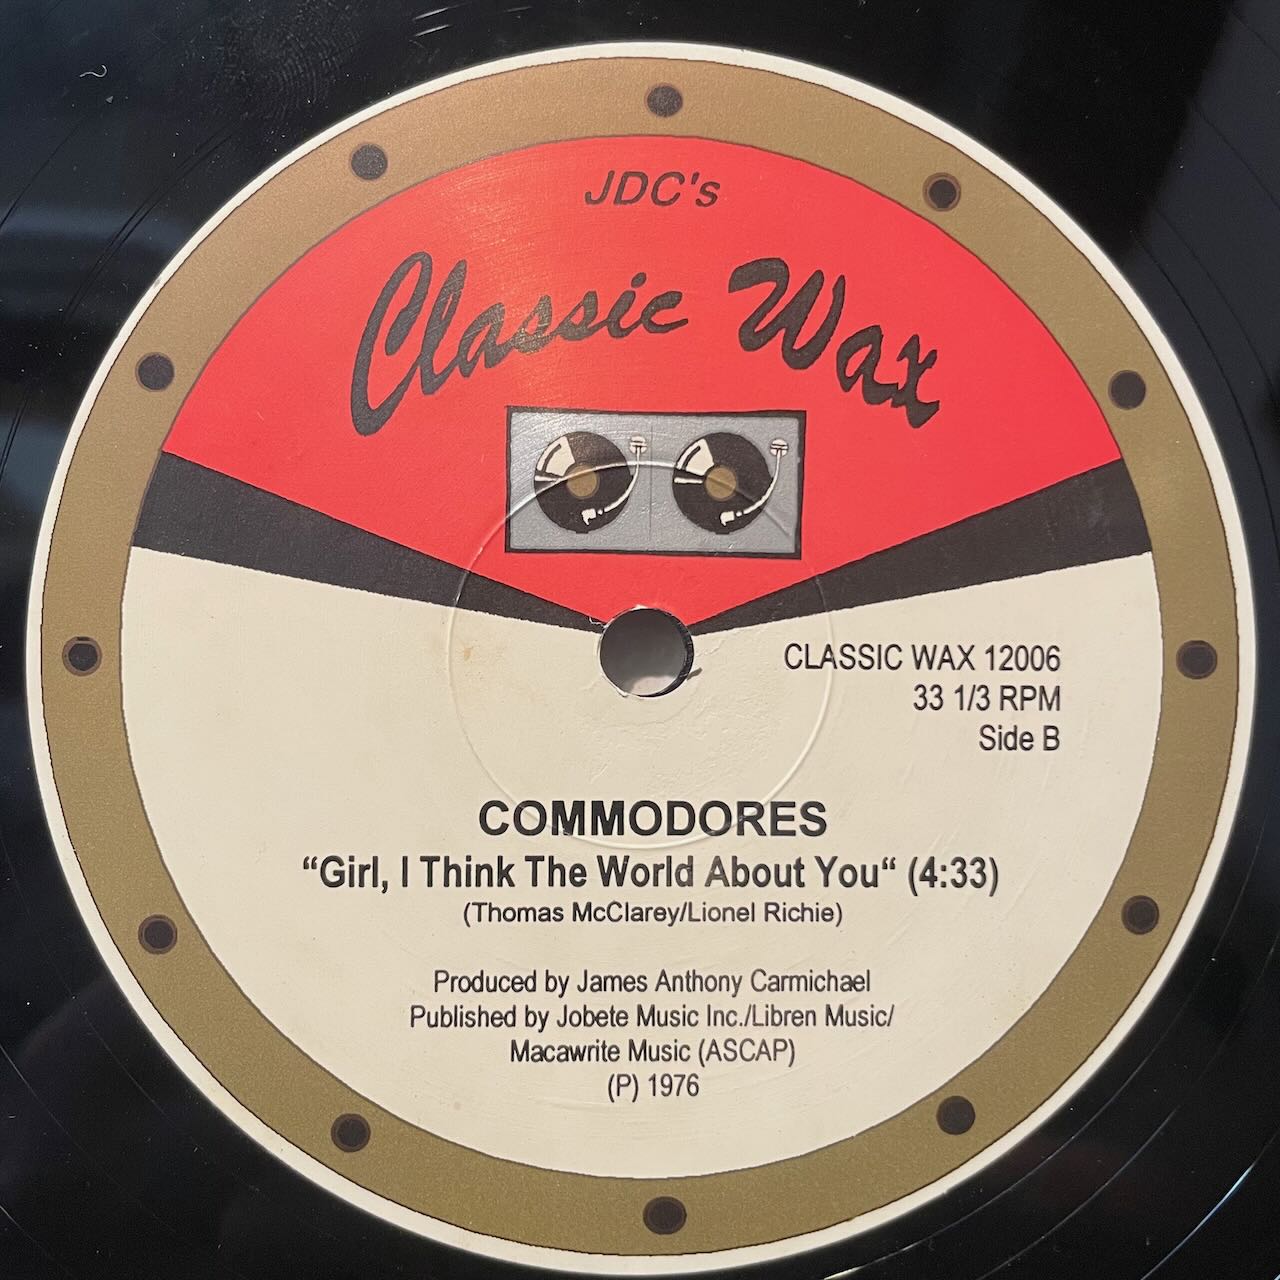 JDC's
Classic Wax
CLASSIC WAX 12006
33 1/3 RPM
Side B
COMMODORES
“Girl, I Think The World About You“ (4:33)
(Thomas McClarey/Lionel Richie)
Produced by James Anthony Carmichael
Published by Jobete Music Inc./Libren Music/
Macawrite Music (ASCAP)
(P) 1976